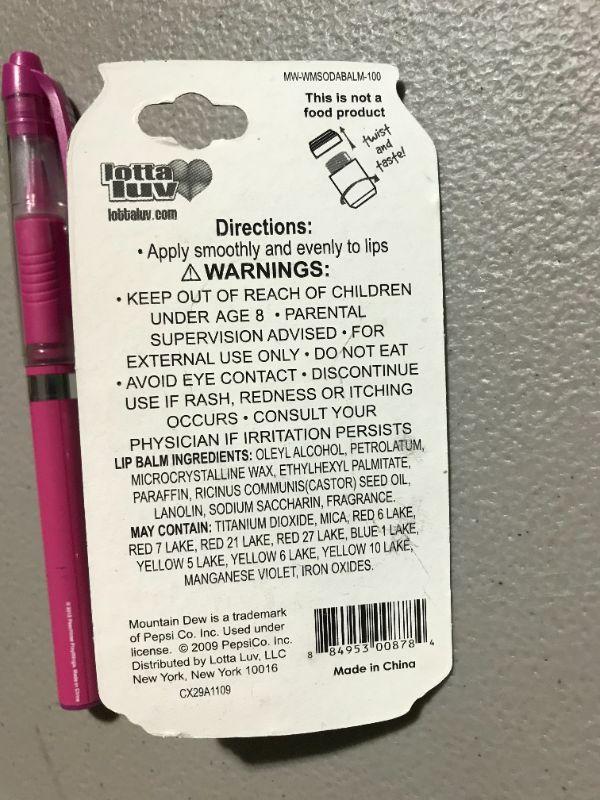 MW-WMSODABALM-100
This is not a
food product
twist
and
taste!
lotta
luv
lottaluv.com
Directions:
• Apply smoothly and evenly to lips
⚠ WARNINGS:
• KEEP OUT OF REACH OF CHILDREN
UNDER AGE 8 • PARENTAL
SUPERVISION ADVISED • FOR
EXTERNAL USE ONLY • DO NOT EAT
• AVOID EYE CONTACT • DISCONTINUE
USE IF RASH, REDNESS OR ITCHING
OCCURS • CONSULT YOUR
PHYSICIAN IF IRRITATION PERSISTS
LIP BALM INGREDIENTS: OLEYL ALCOHOL, PETROLATUM,
MICROCRYSTALLINE WAX, ETHYLHEXYL PALMITATE,
PARAFFIN, RICINUS COMMUNIS(CASTOR) SEED OIL,
LANOLIN, SODIUM SACCHARIN, FRAGRANCE.
MAY CONTAIN: TITANIUM DIOXIDE, MICA, RED 6 LAKE,
RED 7 LAKE, RED 21 LAKE, RED 27 LAKE, BLUE 1 LAKE,
YELLOW 5 LAKE, YELLOW 6 LAKE, YELLOW 10 LAKE,
MANGANESE VIOLET, IRON OXIDES.
Mountain Dew is a trademark
of Pepsi Co. Inc. Used under
license. © 2009 PepsiCo. Inc.
Distributed by Lotta Luv, LLC
New York, New York 10016
CX29A1109
8 84953 00878 4
Made in China